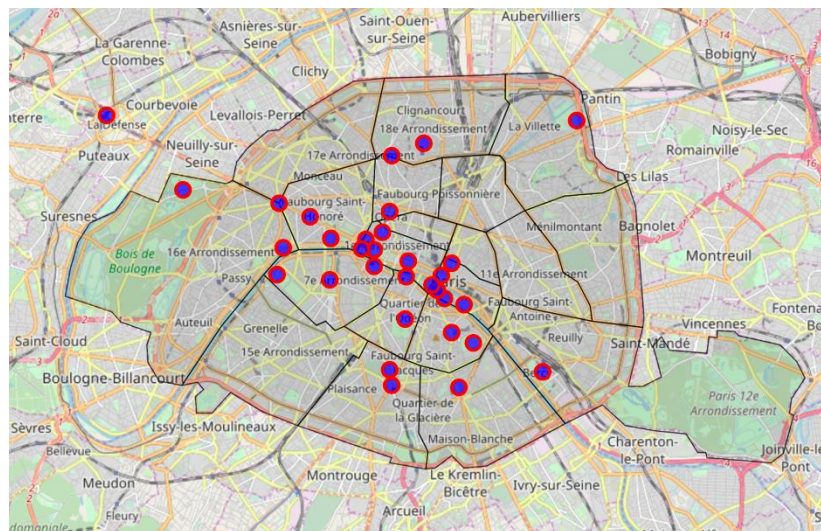 Asnières-sur-
Seine
Saint-Ouen-
sur-Seine
Aubervilliers
La Garenne-
Colombes
Bobigny
Clichy
Courbevoie
Levallois-Perret
Clignancourt
Pantin
La Défense
18e Arrondissement
La Villette
Noisy-le-Sec
Puteaux
Neuilly-sur-
Seine
17e Arrondissement
Romainville
Monceau
Faubourg Poissonnière
Les Lilas
Suresnes
Faubourg Saint-
Honoré
Bagnolet
Ménilmontant
Bois de
Boulogne
16e Arrondissement
Passy
11e Arrondissement
7e Arrondissement
Montreuil
Auteuil
Grenelle
Quartier de
Faubourg Saint-
Antoine
Vincennes
Saint-Cloud
15e Arrondissement
Reuilly
Saint-Mandé
Boulogne-Billancourt
Faubourg Saint-
Jacques
Plaisance
Paris 12e
Arrondissement
Quartier de
la Glacière
Sèvres
Issy-les-Moulineaux
Maison-Blanche
Charenton-
le-Pont
Joinville-le-
Pont
Bellevue
Meudon
Montrouge
Le Kremlin-
Bicêtre
Ivry-sur-Seine
Fleury
Arcueil